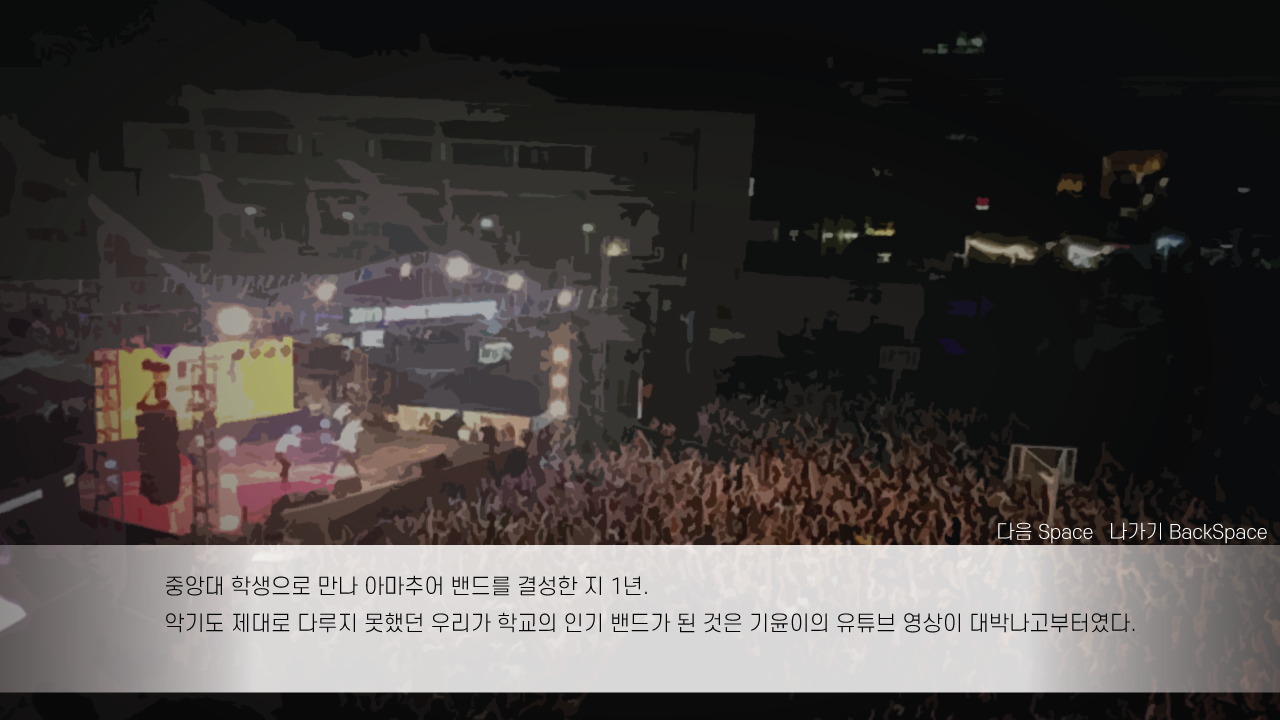 다음 Space 나가기 BackSpace
중앙대 학생으로 만나 아마추어 밴드를 결성한 지 1년.
악기도 제대로 다루지 못했던 우리가 학교의 인기 밴드가 된 것은 기윤이의 유튜브 영상이 대박나고부터였다.